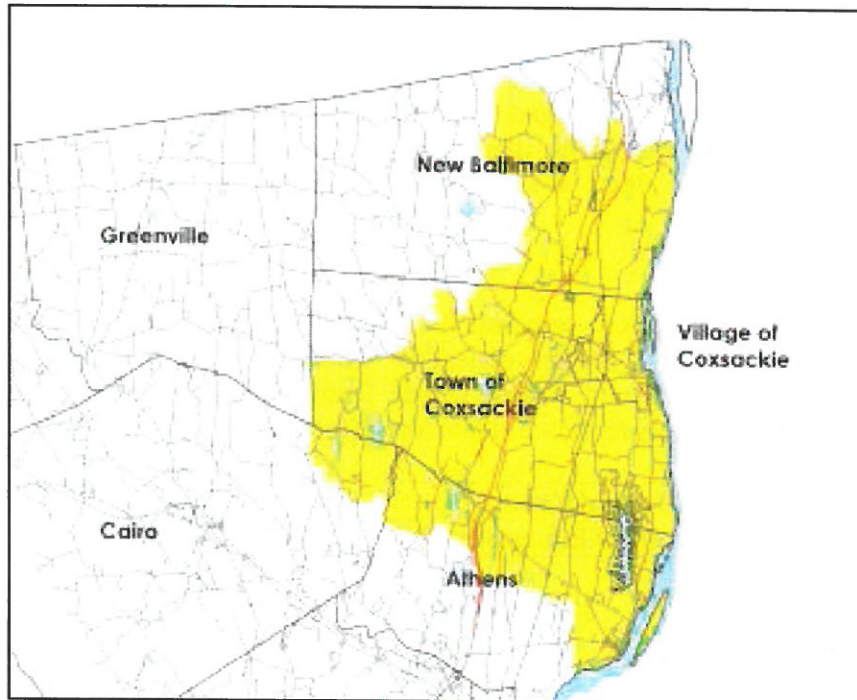 New Baltimore
Greenville
Village of
Coxsackie
Town of
Coxsackie
Cairo
Athens